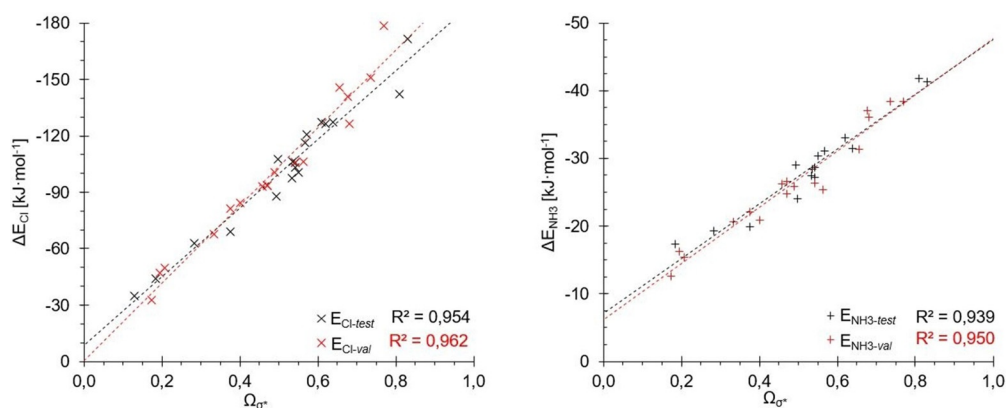 -180
-150
-120
-90
-60
-30
0
ΔE_Cl [kJ·mol⁻¹]
0,0 0,2 0,4 0,6 0,8 1,0
Ω_σ*
E_Cl-test R² = 0,954
E_Cl-val R² = 0,962
-50
-40
-30
-20
-10
0
ΔE_NH3 [kJ·mol⁻¹]
0,0 0,2 0,4 0,6 0,8 1,0
Ω_σ*
E_NH3-test R² = 0,939
E_NH3-val R² = 0,950